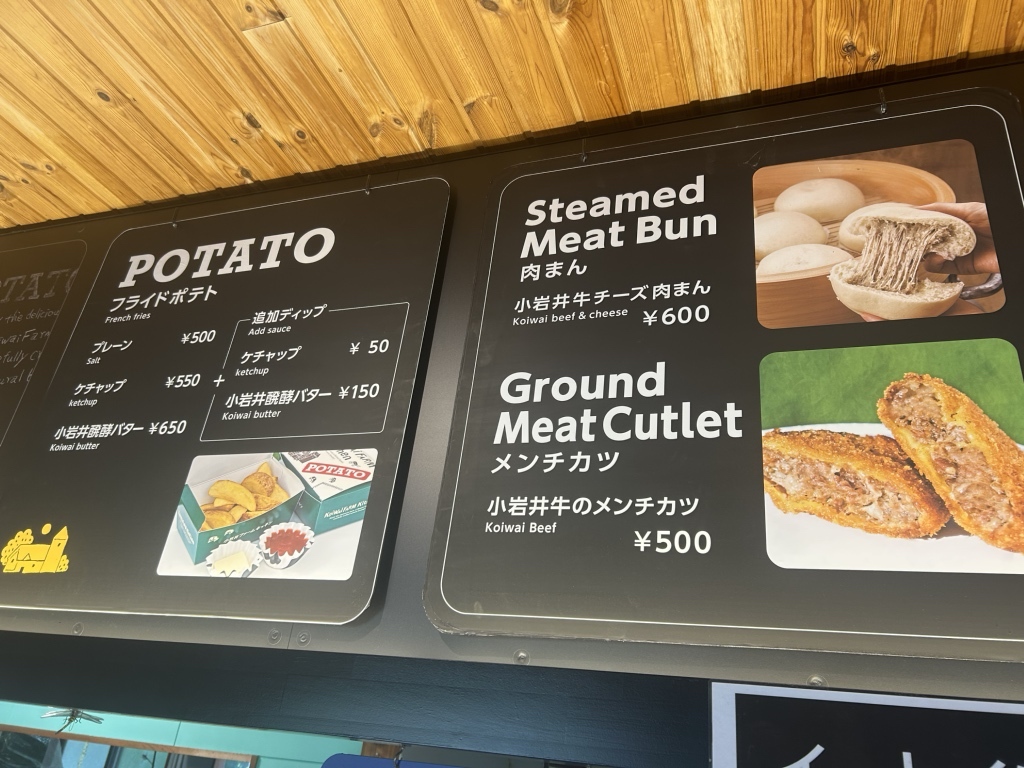 POTATO
フライドポテト
French fries
プレーン ¥500
Salt
ケチャップ ¥550
ketchup
小岩井醗酵バター ¥650
Koiwai butter
+
追加ディップ
Add sauce
ケチャップ ¥ 50
ketchup
小岩井醗酵バター ¥150
Koiwai butter
POTATO
Steamed
Meat Bun
肉まん
小岩井牛チーズ肉まん
Koiwai beef & cheese ¥600
Ground
Meat Cutlet
メンチカツ
小岩井牛のメンチカツ
Koiwai Beef
¥500